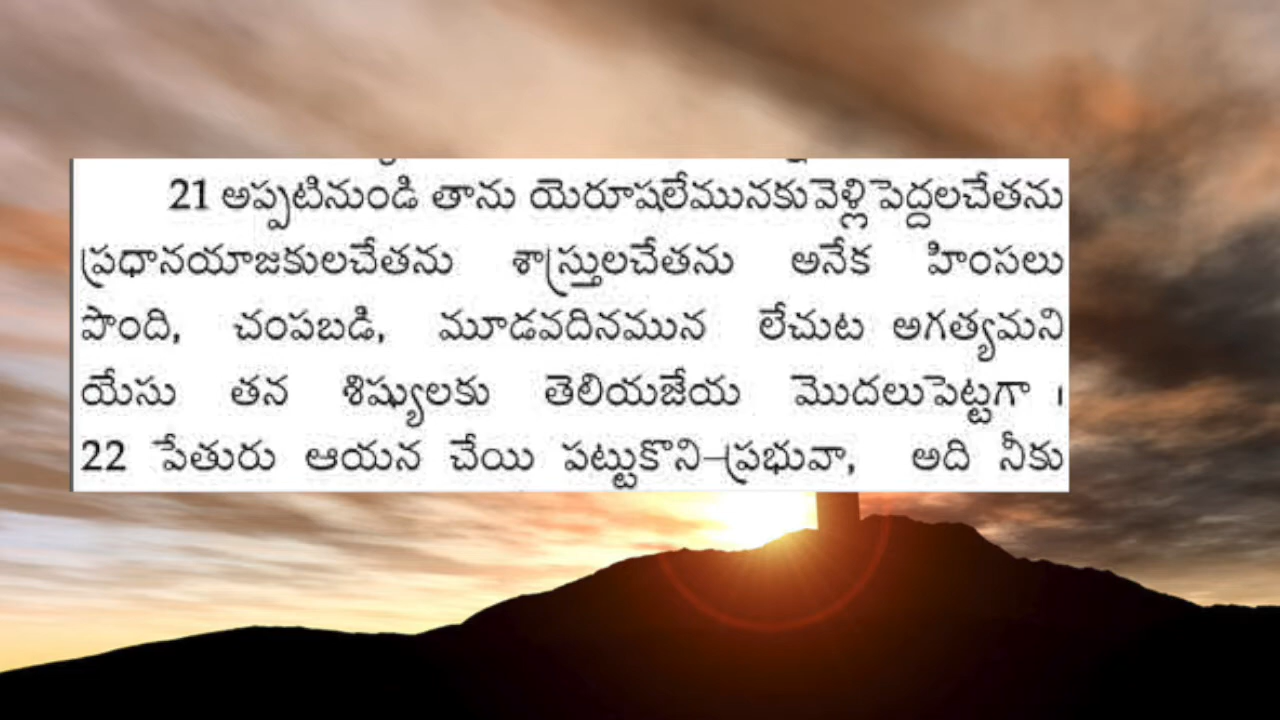 21 అప్పటినుండి తాను యెరూషలేమునకు వెళ్లి పెద్దలచేతను
ప్రధానయాజకులచేతను శాస్త్రులచేతను అనేక హింసలు
పొంది, చంపబడి, మూడవదినమున లేచుట అగత్యమని
యేసు తన శిష్యులకు తెలియజేయ మొదలుపెట్టగా ।
22 పేతురు ఆయన చేయి పట్టుకొని–ప్రభువా, అది నీకు